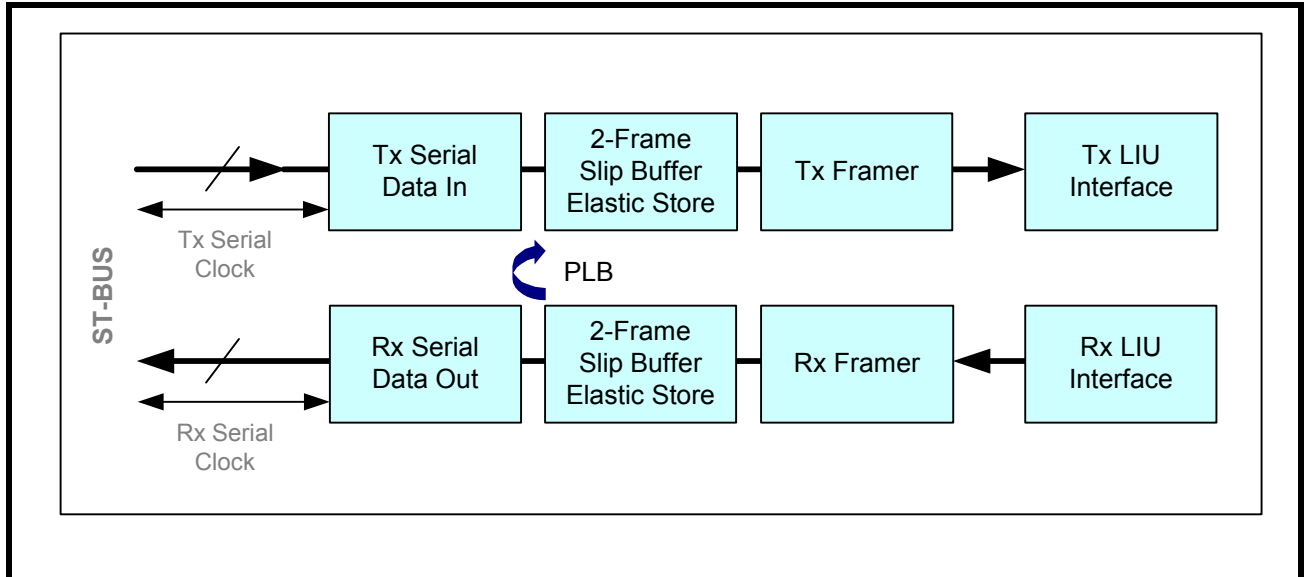 Tx Serial
Data In
2-Frame
Slip Buffer
Elastic Store
Tx Framer
Tx LIU
Interface
Tx Serial
Clock
ST-BUS
PLB
Rx Serial
Data Out
2-Frame
Slip Buffer
Elastic Store
Rx Framer
Rx LIU
Interface
Rx Serial
Clock